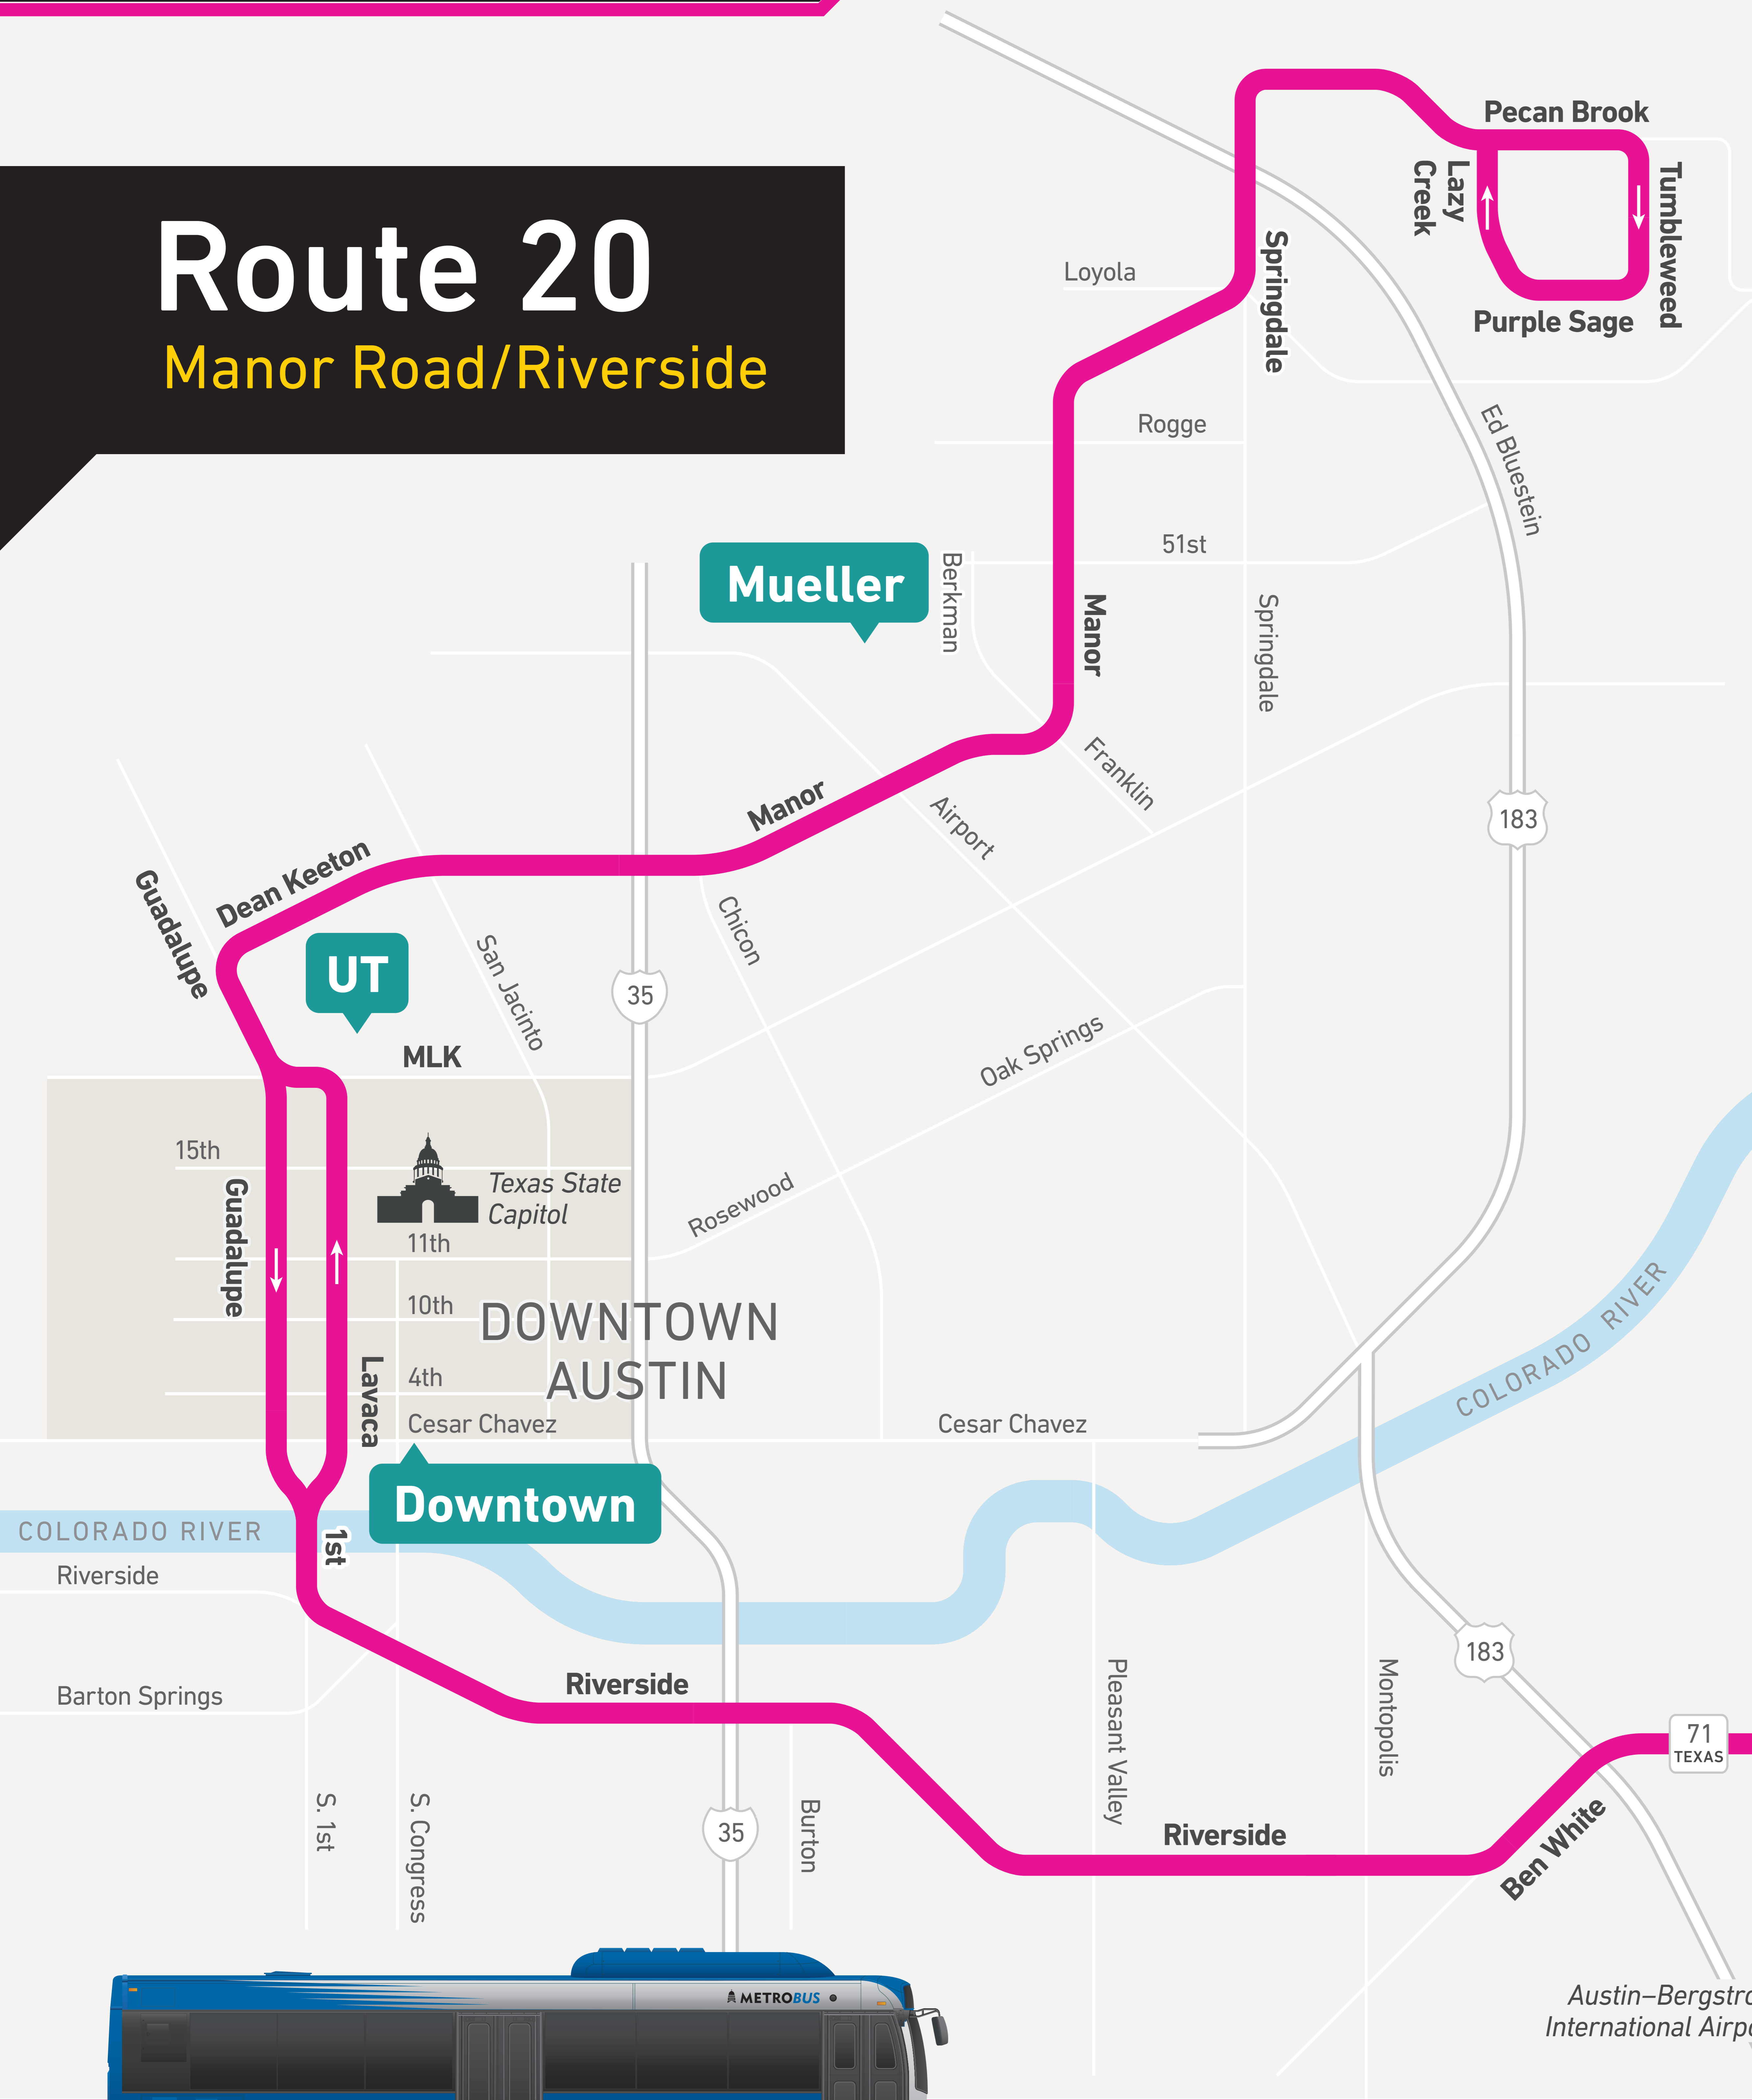 Pecan Brook
Lazy
Creek
Tumbleweed
Purple Sage
Route 20
Manor Road/Riverside
Springdale
Loyola
Rogge
Ed Bluestein
51st
Mueller
Berkman
Manor
Springdale
Franklin
Manor
Airport
183
Dean Keeton
Guadalupe
UT
San Jacinto
35
Chicon
MLK
Oak Springs
15th
Texas State
Capitol
Guadalupe
11th
Rosewood
10th
DOWNTOWN
AUSTIN
4th
Lavaca
Cesar Chavez
Cesar Chavez
COLORADO RIVER
Downtown
COLORADO RIVER
1st
Riverside
Riverside
Barton Springs
Pleasant Valley
Montopolis
183
71
TEXAS
S. 1st
S. Congress
35
Burton
Riverside
Ben White
METROBUS
Austin–Bergstro
International Airpo